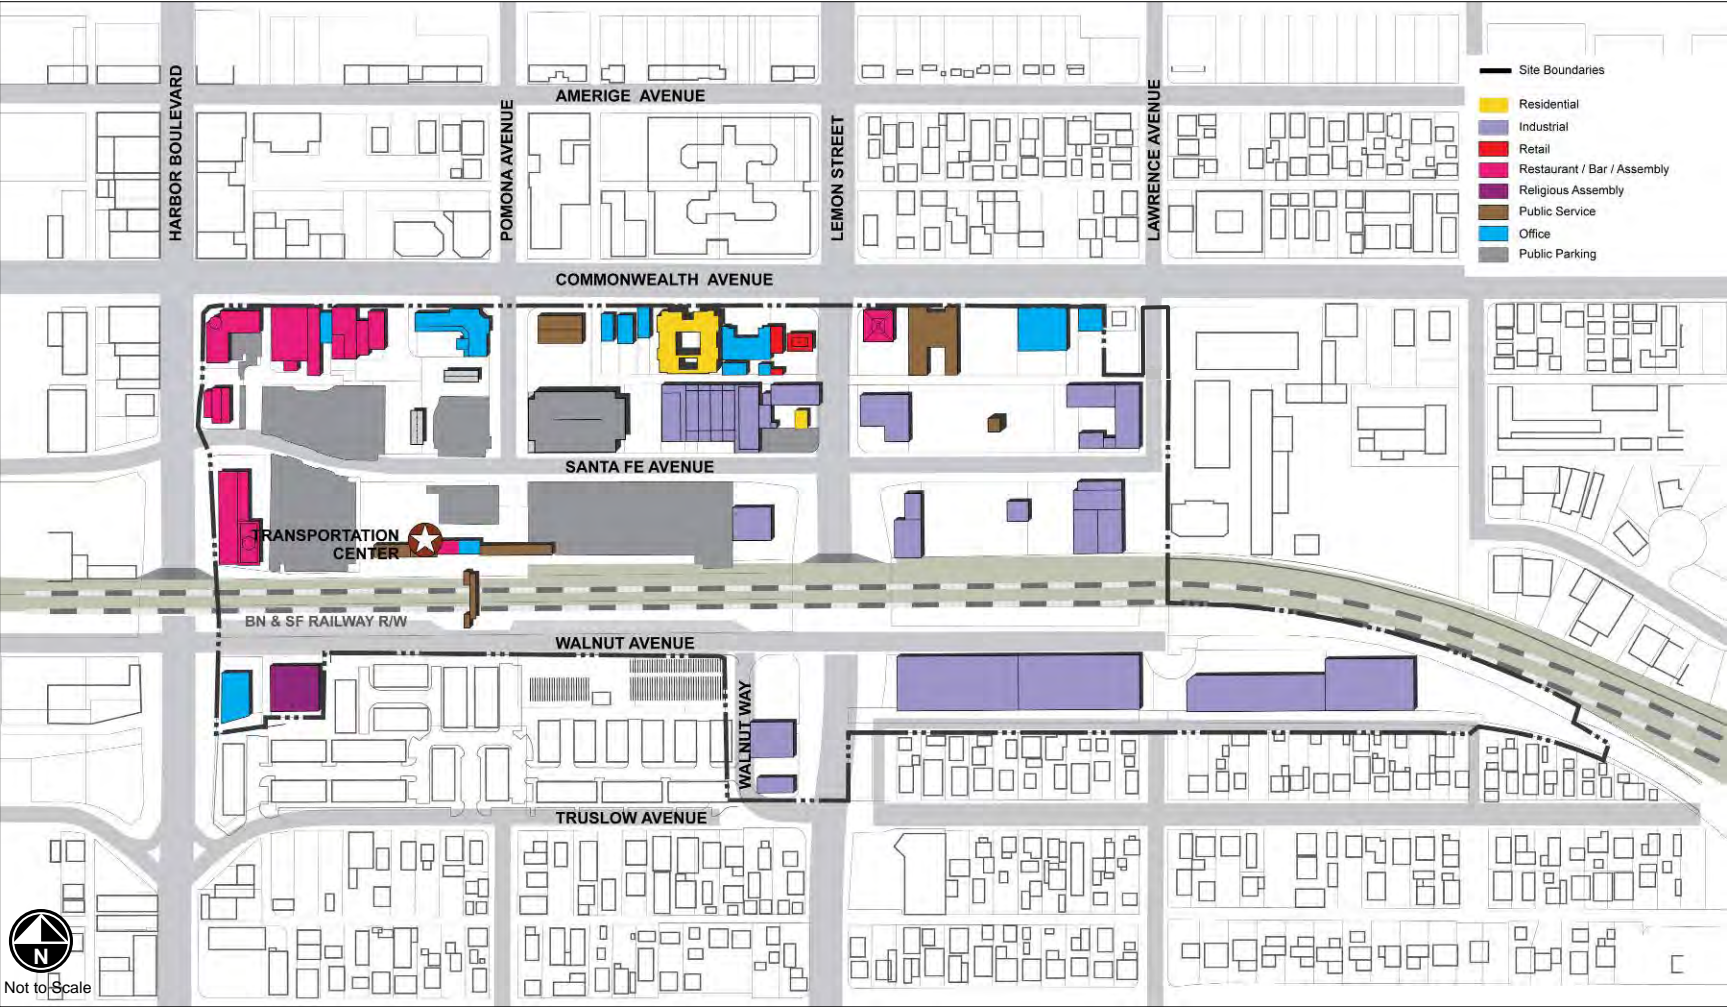 HARBOR BOULEVARD
POMONA AVENUE
AMERIGE AVENUE
LEMON STREET
LAWRENCE AVENUE
Site Boundaries
Residential
Industrial
Retail
Restaurant / Bar / Assembly
Religious Assembly
Public Service
Office
Public Parking
COMMONWEALTH AVENUE
SANTA FE AVENUE
TRANSPORTATION
CENTER
BN & SF RAILWAY R/W
WALNUT AVENUE
WALNUT WAY
TRUSLOW AVENUE
N
Not to Scale